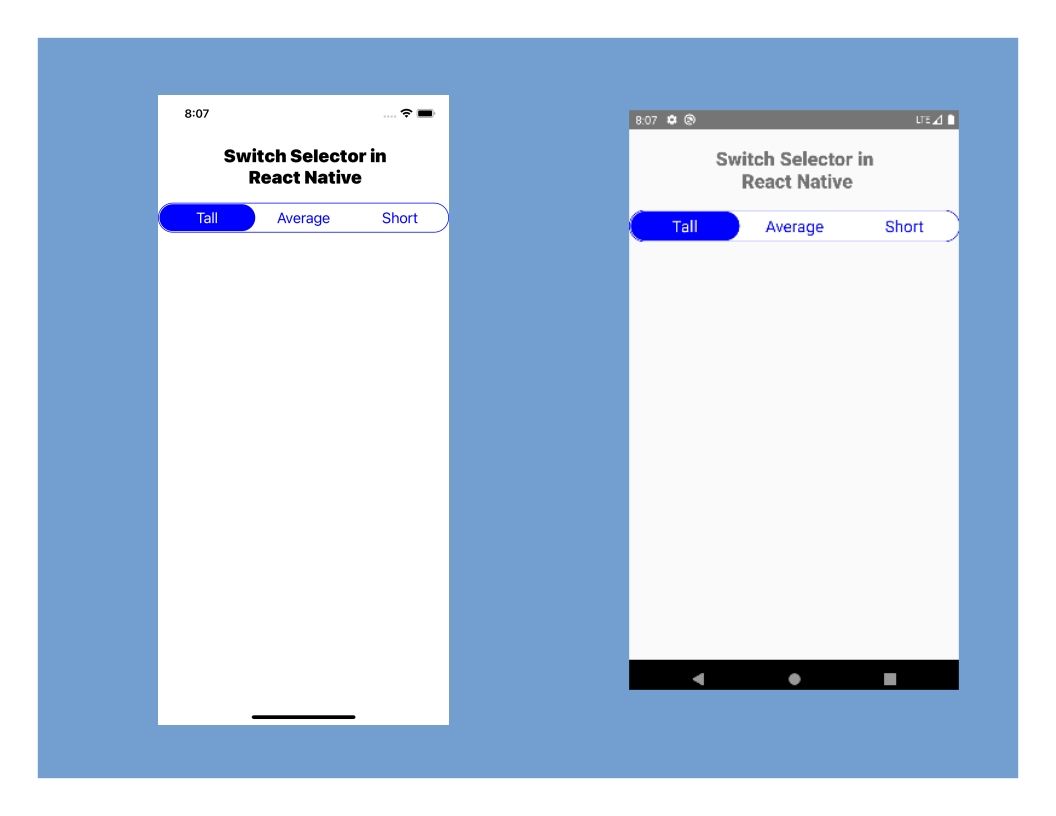 8:07
Switch Selector in
React Native
Tall Average Short
8:07 LTE
Switch Selector in
React Native
Tall Average Short